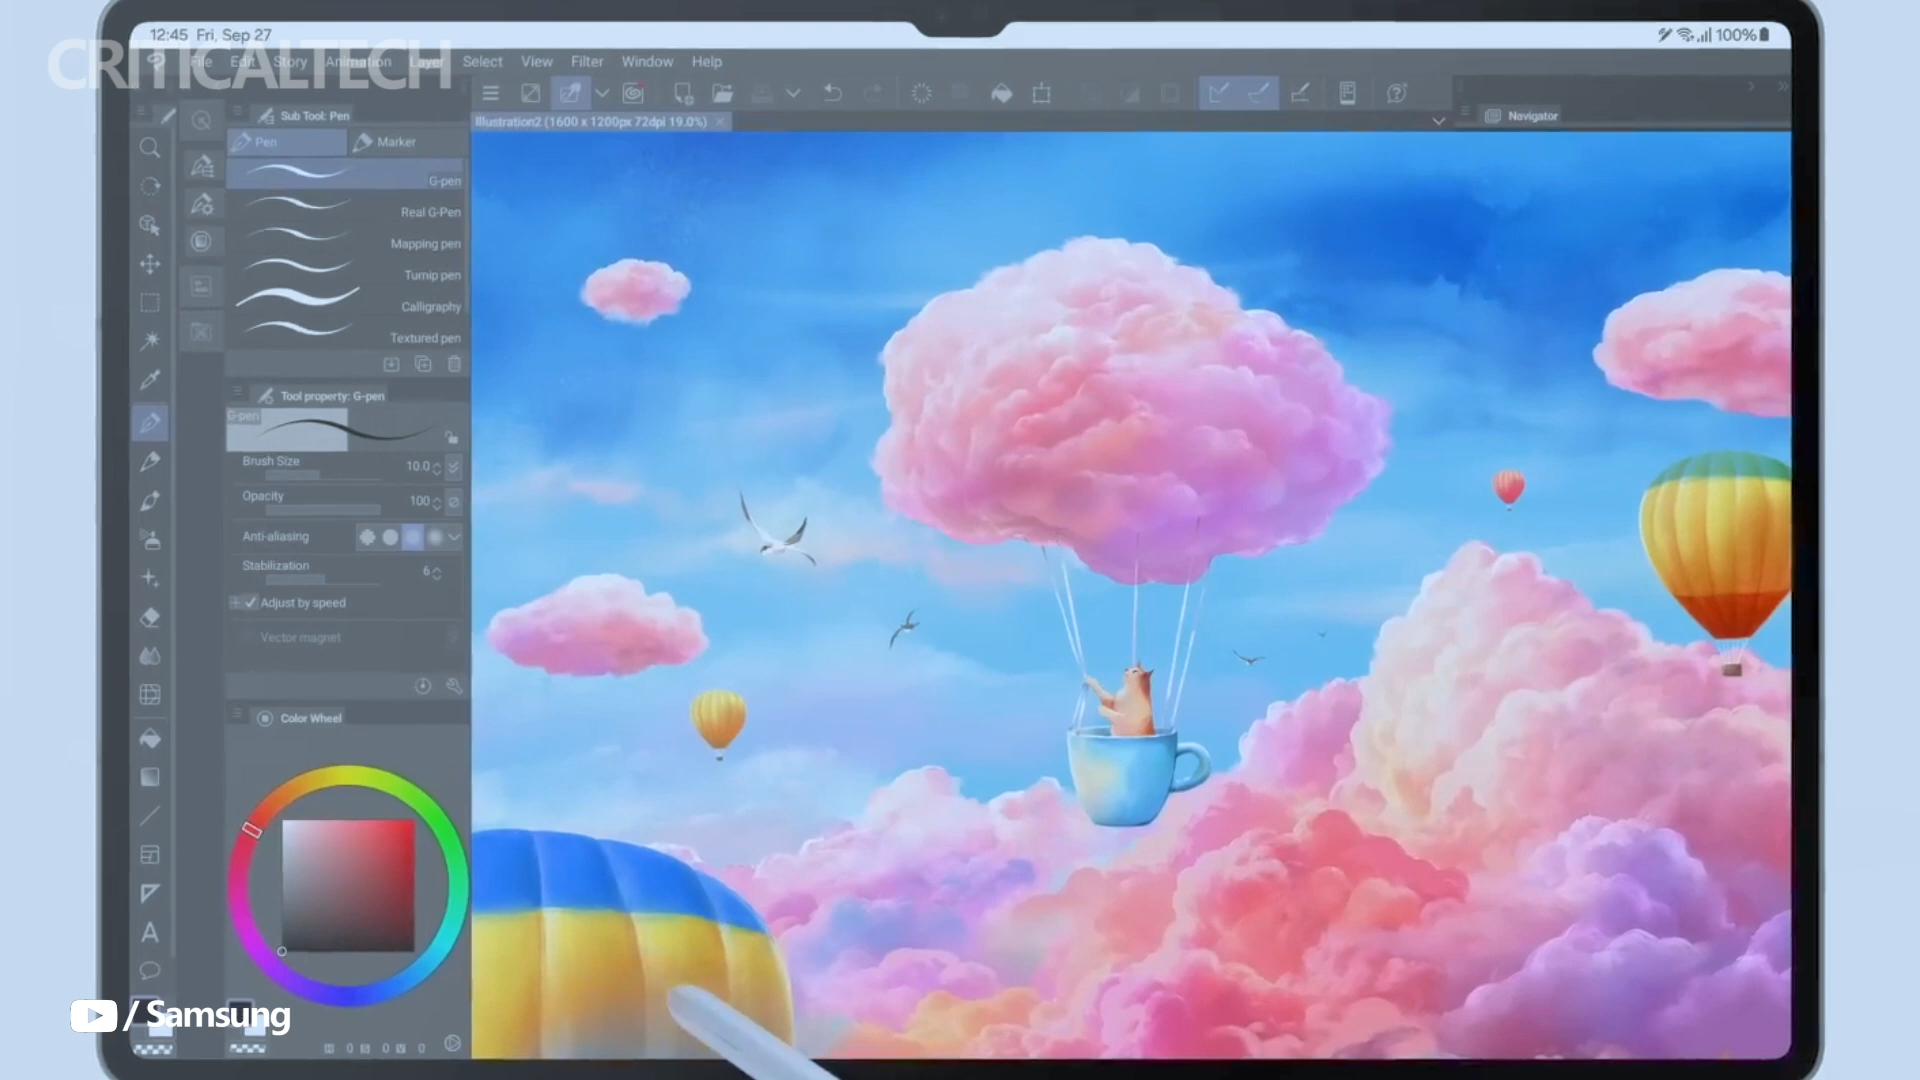 12:45 Fri, Sep 27
100%
CRITICALTECH
File Edit Story Animation Layer Select View Filter Window Help
Sub Tool: Pen
Illustration2 (1600 x 1200px 72dpi 19.0%)
Navigator
Pen
Marker
G-pen
Real G-Pen
Mapping pen
Turnip pen
Calligraphy
Textured pen
Tool property: G-pen
G-pen
Brush Size 10.0
Opacity 100
Anti-aliasing
Stabilization 6
Adjust by speed
Vector magnet
Color Wheel
A
/ Samsung
H 0 S 0 V 0